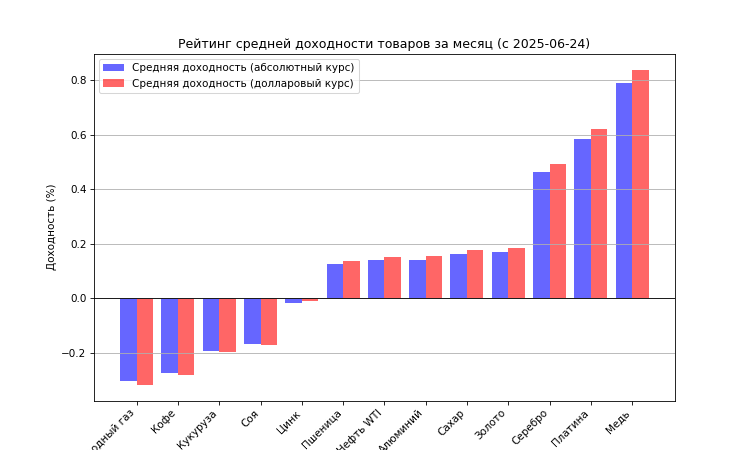 Рейтинг средней доходности товаров за месяц (с 2025-06-24)
Средняя доходность (абсолютный курс)
Средняя доходность (долларовый курс)
Доходность (%)
0.8
0.6
0.4
0.2
0.0
−0.2
газ
Кофе
Кукуруза
Соя
Цинк
Пшеница
Нефть WTI
Алюминий
Сахар
Золото
Серебро
Платина
Медь